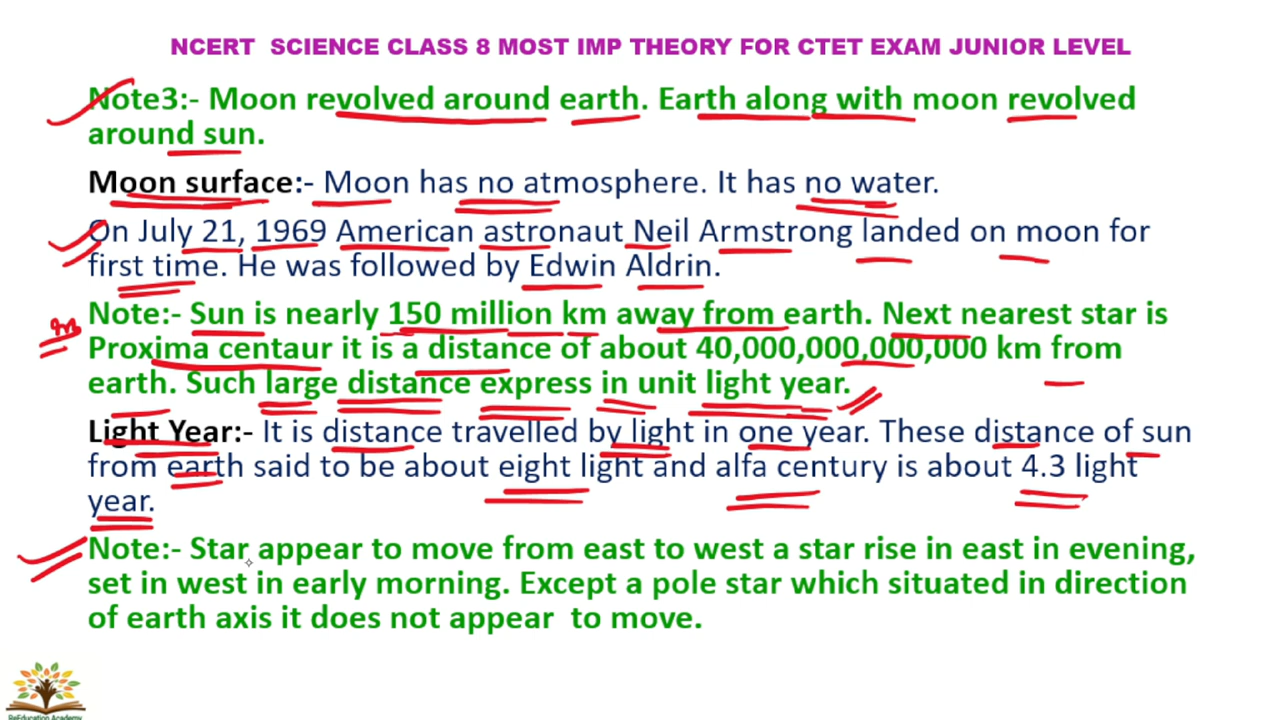 NCERT SCIENCE CLASS 8 MOST IMP THEORY FOR CTET EXAM JUNIOR LEVEL
Note3:- Moon revolved around earth. Earth along with moon revolved
around sun.
Moon surface:- Moon has no atmosphere. It has no water.
On July 21, 1969 American astronaut Neil Armstrong landed on moon for
first time. He was followed by Edwin Aldrin.
Note:- Sun is nearly 150 million km away from earth. Next nearest star is
Proxima centaur it is a distance of about 40,000,000,000,000 km from
earth. Such large distance express in unit light year.
Light Year:- It is distance travelled by light in one year. These distance of sun
from earth said to be about eight light and alfa century is about 4.3 light
year.
Note:- Star appear to move from east to west a star rise in east in evening,
set in west in early morning. Except a pole star which situated in direction
of earth axis it does not appear to move.